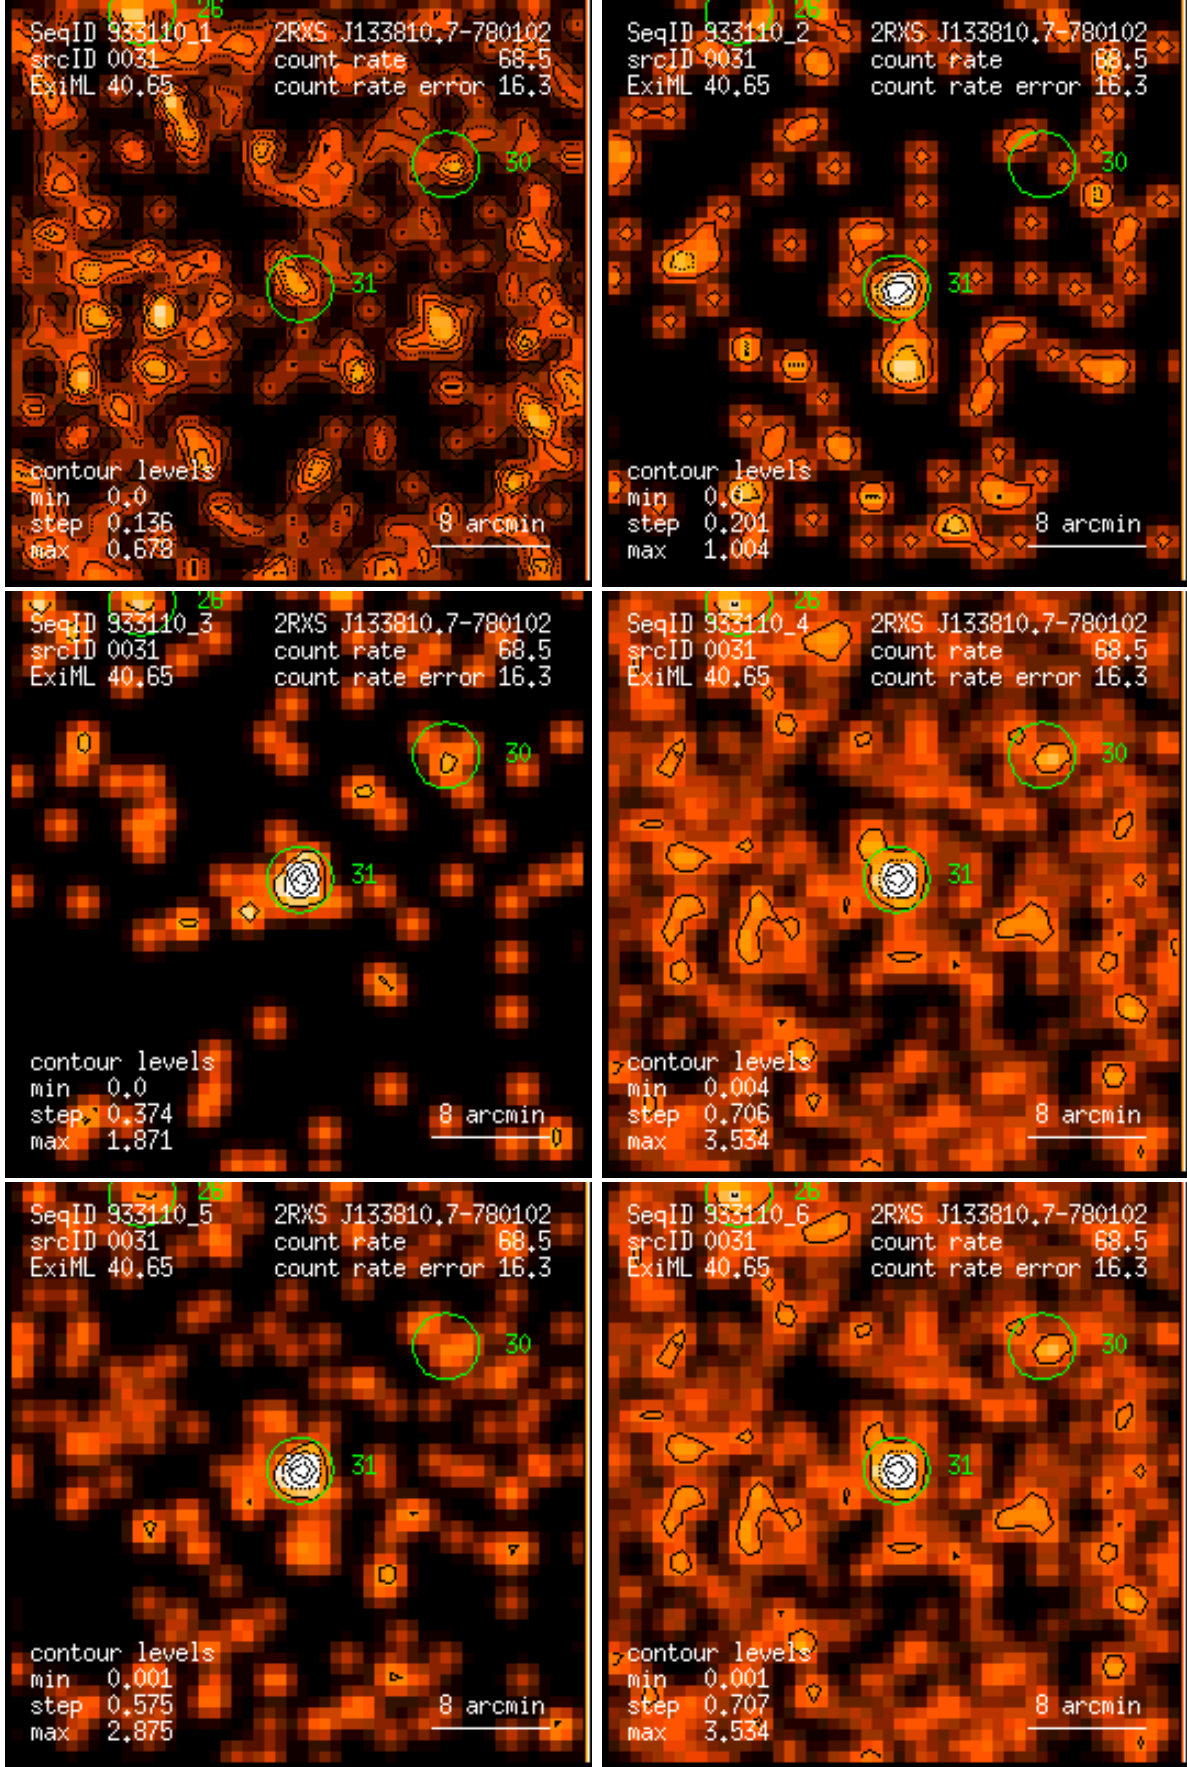 26
SeqID 933110_1 2RXS J133810.7-780102
srcID 0031 count rate 68.5
ExiML 40.65 count rate error 16.3
30
31
contour levels
min 0.0
step 0.136 8 arcmin
max 0.678
26
SeqID 933110_2 2RXS J133810.7-780102
srcID 0031 count rate 68.5
ExiML 40.65 count rate error 16.3
30
31
contour levels
min 0.0
step 0.201 8 arcmin
max 1.004
26
SeqID 933110_3 2RXS J133810.7-780102
srcID 0031 count rate 68.5
ExiML 40.65 count rate error 16.3
30
31
contour levels
min 0.0
step 0.374 8 arcmin
max 1.871
26
SeqID 933110_4 2RXS J133810.7-780102
srcID 0031 count rate 68.5
ExiML 40.65 count rate error 16.3
30
31
contour levels
min 0.004
step 0.706 8 arcmin
max 3.534
26
SeqID 933110_5 2RXS J133810.7-780102
srcID 0031 count rate 68.5
ExiML 40.65 count rate error 16.3
30
31
contour levels
min 0.001
step 0.575 8 arcmin
max 2.875
26
SeqID 933110_6 2RXS J133810.7-780102
srcID 0031 count rate 68.5
ExiML 40.65 count rate error 16.3
30
31
contour levels
min 0.001
step 0.707 8 arcmin
max 3.534